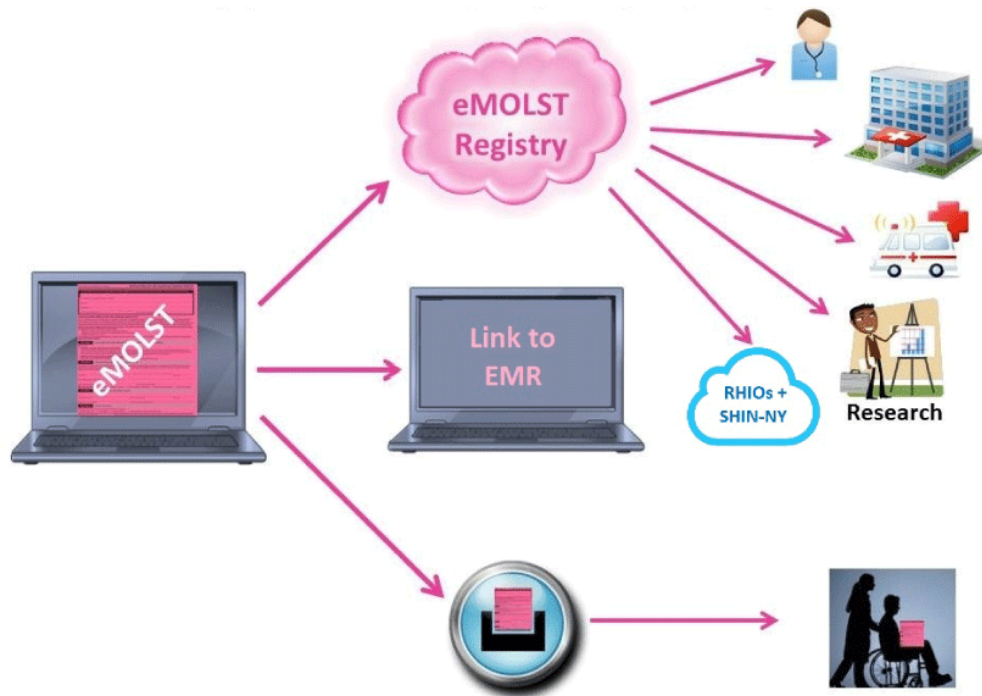 eMOLST
Registry
eMOLST
Link to
EMR
RHIOs +
SHIN-NY
Research